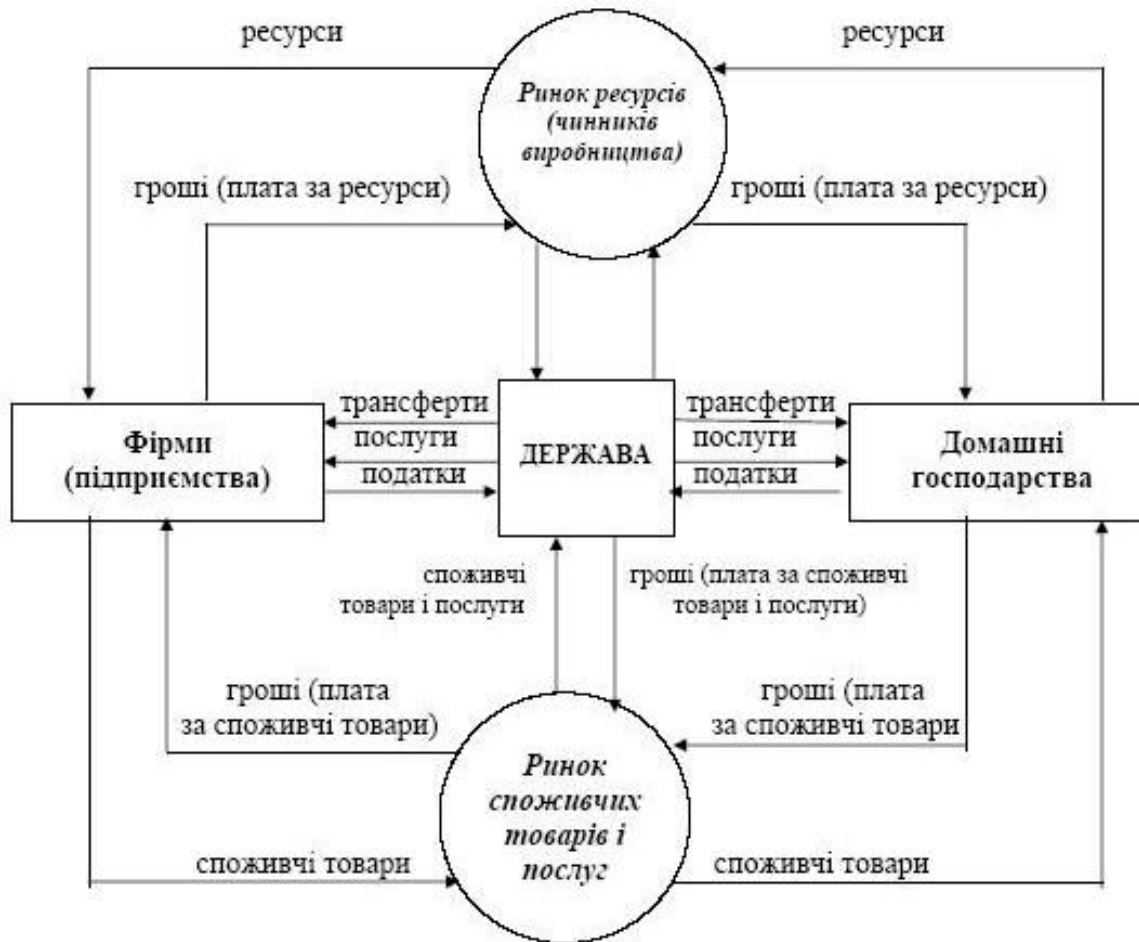 ресурси
ресурси
Ринок ресурсів
(чинників
виробництва)
гроші (плата за ресурси)
гроші (плата за ресурси)
Фірми
(підприємства)
трансферти
послуги
податки
ДЕРЖАВА
трансферти
послуги
податки
Домашні
господарства
споживчі
товари і послуги
гроші (плата за споживчі
товари і послуги)
гроші (плата
за споживчі товари)
гроші (плата
за споживчі товари
Ринок
споживчих
товарів і
послуг
споживчі товари
споживчі товари